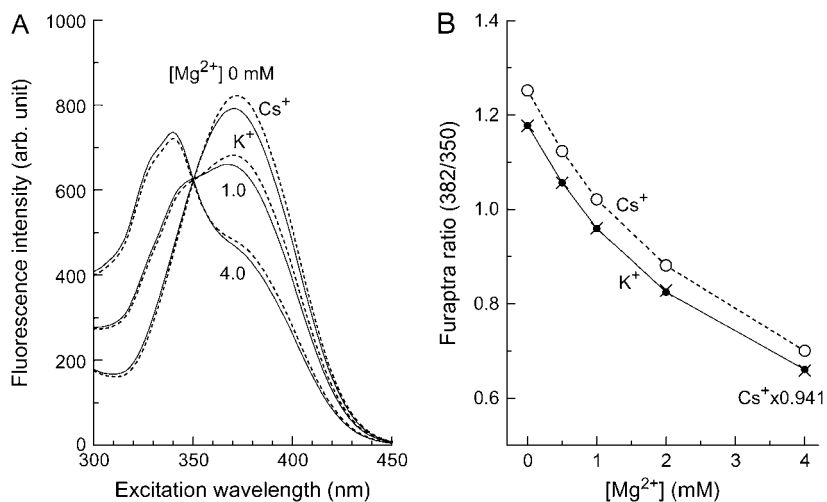 A
[Mg2+] 0 mM
Cs+
K+
1.0
4.0
Fluorescence intensity (arb. unit)
1000
800
600
400
200
0
300
350
400
450
Excitation wavelength (nm)
B
Furaptra ratio (382/350)
1.4
1.2
1.0
0.8
0.6
Cs+
K+
Cs+x0.941
0
1
2
3
4
[Mg2+] (mM)